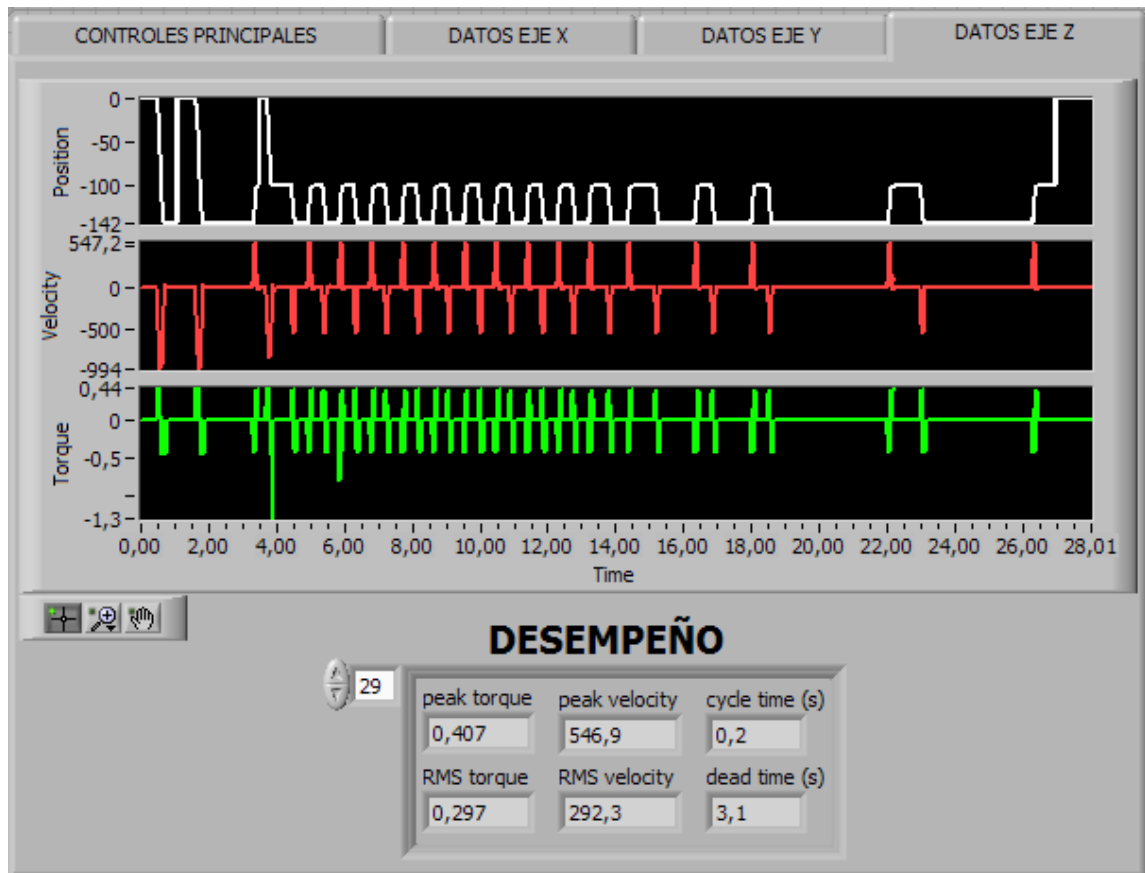 CONTROLES PRINCIPALES DATOS EJE X DATOS EJE Y DATOS EJE Z
Position
0
-50
-100
-142
Velocity
547,2
0
-500
-994
Torque
0,44
0
-0,5
-1,3
0,00 2,00 4,00 6,00 8,00 10,00 12,00 14,00 16,00 18,00 20,00 22,00 24,00 26,00 28,01
Time
DESEMPEÑO
29
peak torque peak velocity cycle time (s)
0,407 546,9 0,2
RMS torque RMS velocity dead time (s)
0,297 292,3 3,1